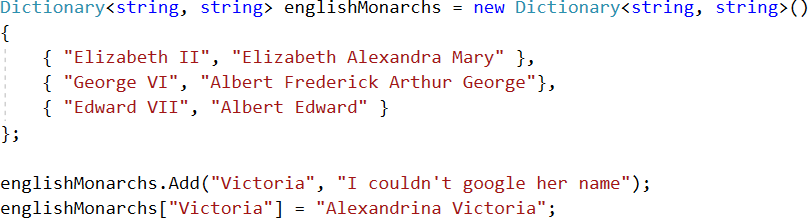 Dictionary<string, string> englishMonarchs = new Dictionary<string, string>()
{
    { "Elizabeth II", "Elizabeth Alexandra Mary" },
    { "George VI", "Albert Frederick Arthur George"},
    { "Edward VII", "Albert Edward" }
};

englishMonarchs.Add("Victoria", "I couldn't google her name");
englishMonarchs["Victoria"] = "Alexandrina Victoria";